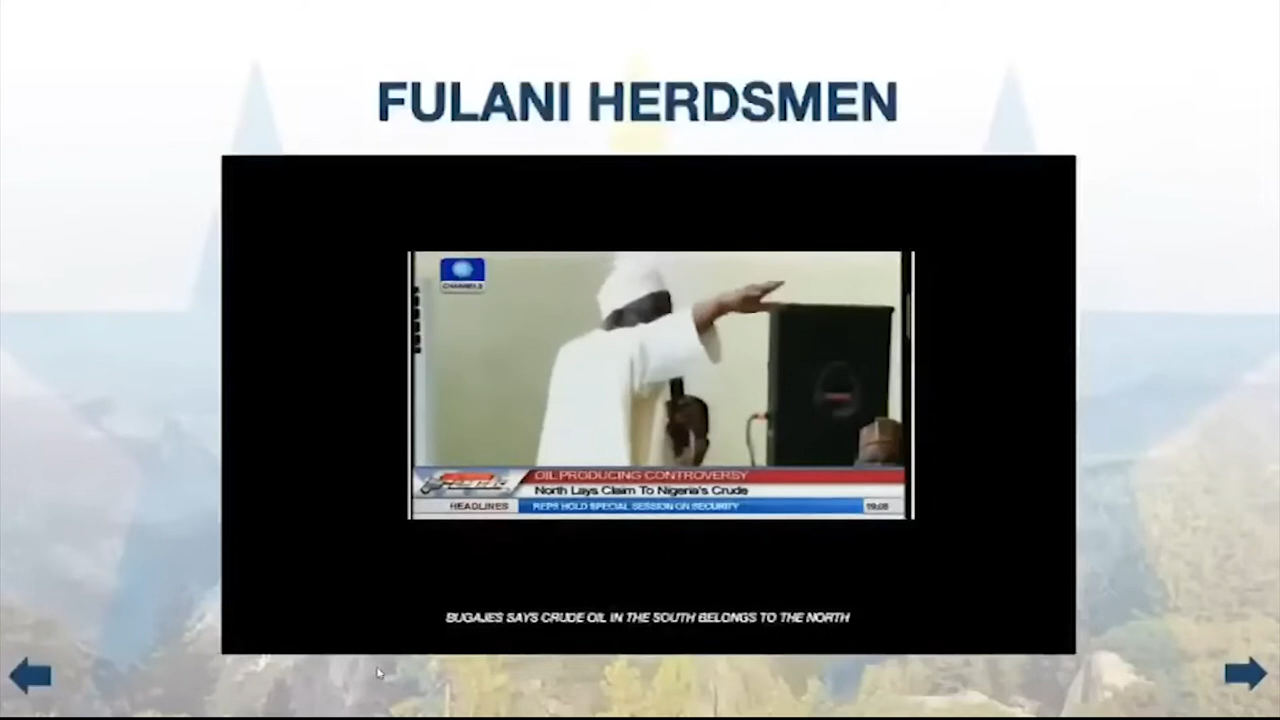 FULANI HERDSMEN
CHANNELS
OIL PRODUCING CONTROVERSY
North Lays Claim To Nigeria's Crude
HEADLINES REPS HOLD SPECIAL SESSION ON SECURITY 19:08
BUGAJES SAYS CRUDE OIL IN THE SOUTH BELONGS TO THE NORTH